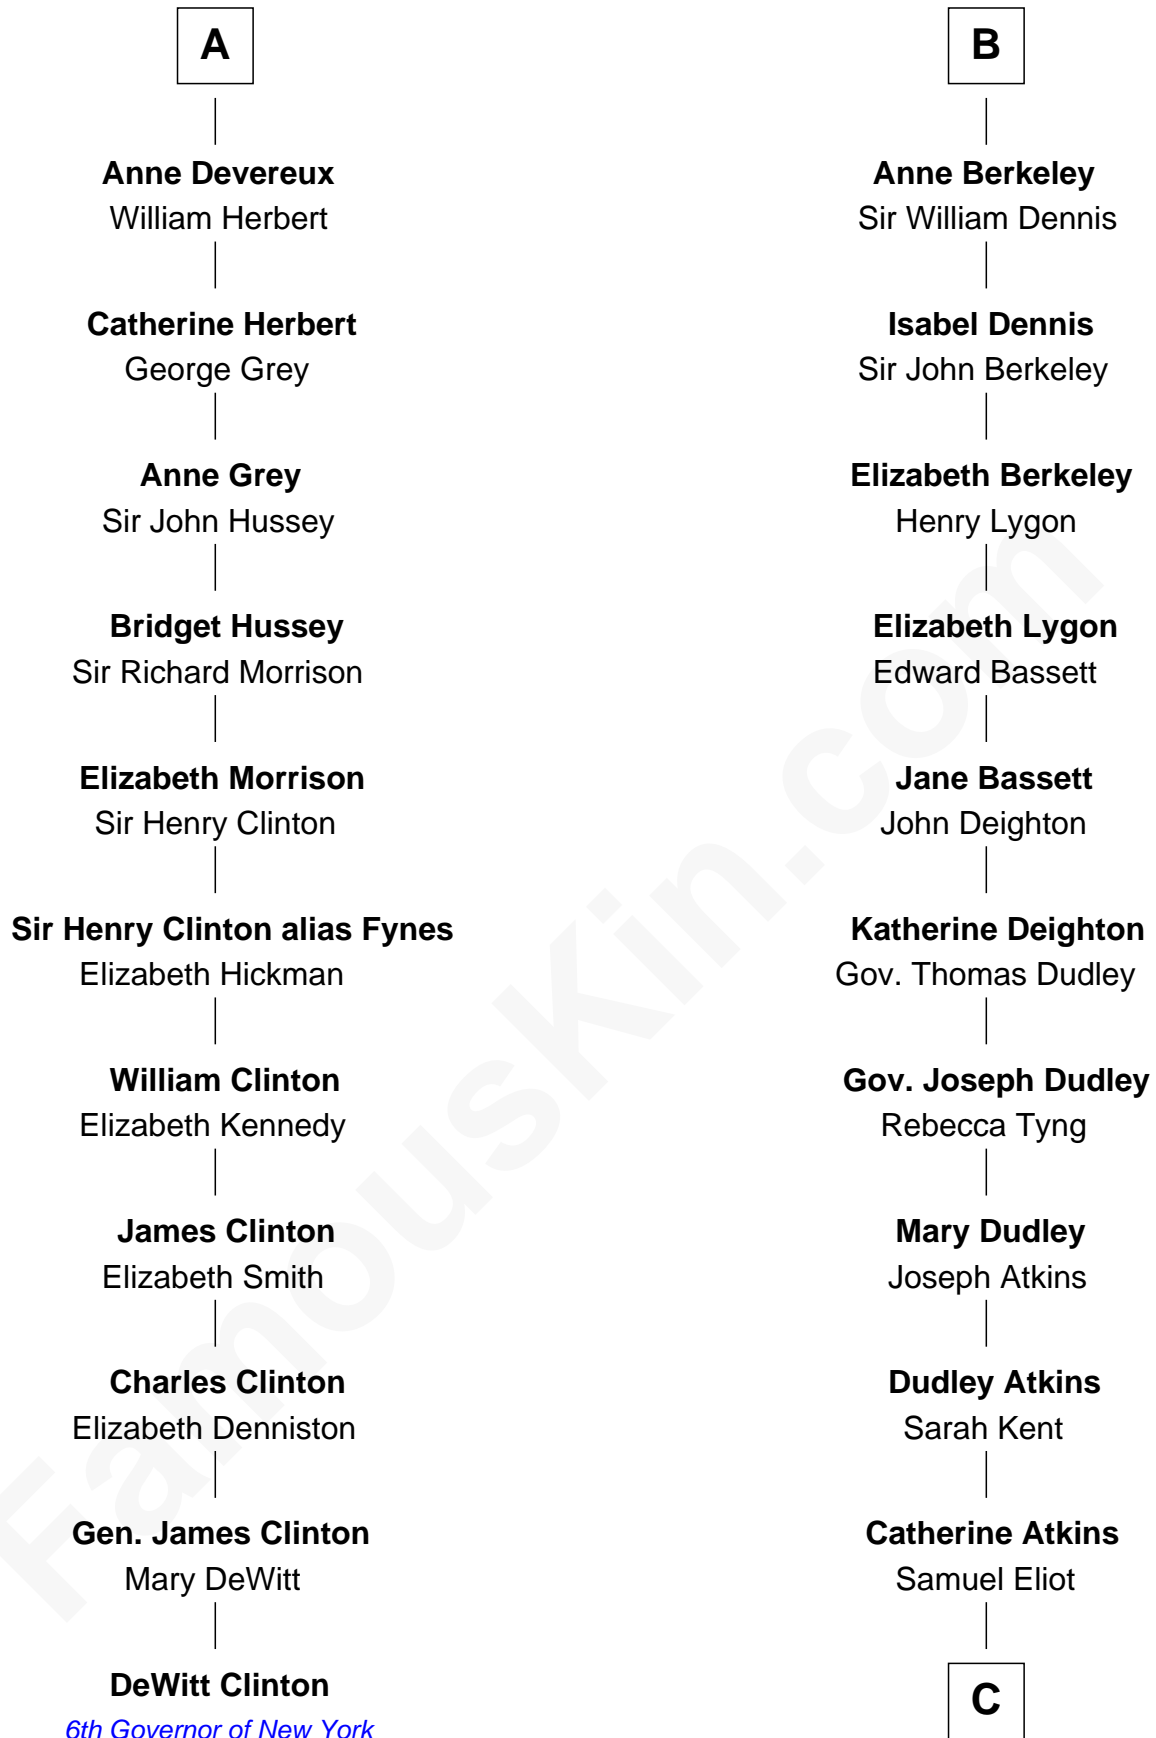 A
Anne Devereux
William Herbert
Catherine Herbert
George Grey
Anne Grey
Sir John Hussey
Bridget Hussey
Sir Richard Morrison
Elizabeth Morrison
Sir Henry Clinton
Sir Henry Clinton alias Fynes
Elizabeth Hickman
William Clinton
Elizabeth Kennedy
James Clinton
Elizabeth Smith
Charles Clinton
Elizabeth Denniston
Gen. James Clinton
Mary DeWitt
DeWitt Clinton
6th Governor of New York
B
Anne Berkeley
Sir William Dennis
Isabel Dennis
Sir John Berkeley
Elizabeth Berkeley
Henry Lygon
Elizabeth Lygon
Edward Bassett
Jane Bassett
John Deighton
Katherine Deighton
Gov. Thomas Dudley
Gov. Joseph Dudley
Rebecca Tyng
Mary Dudley
Joseph Atkins
Dudley Atkins
Sarah Kent
Catherine Atkins
Samuel Eliot
C
FamousKin.com